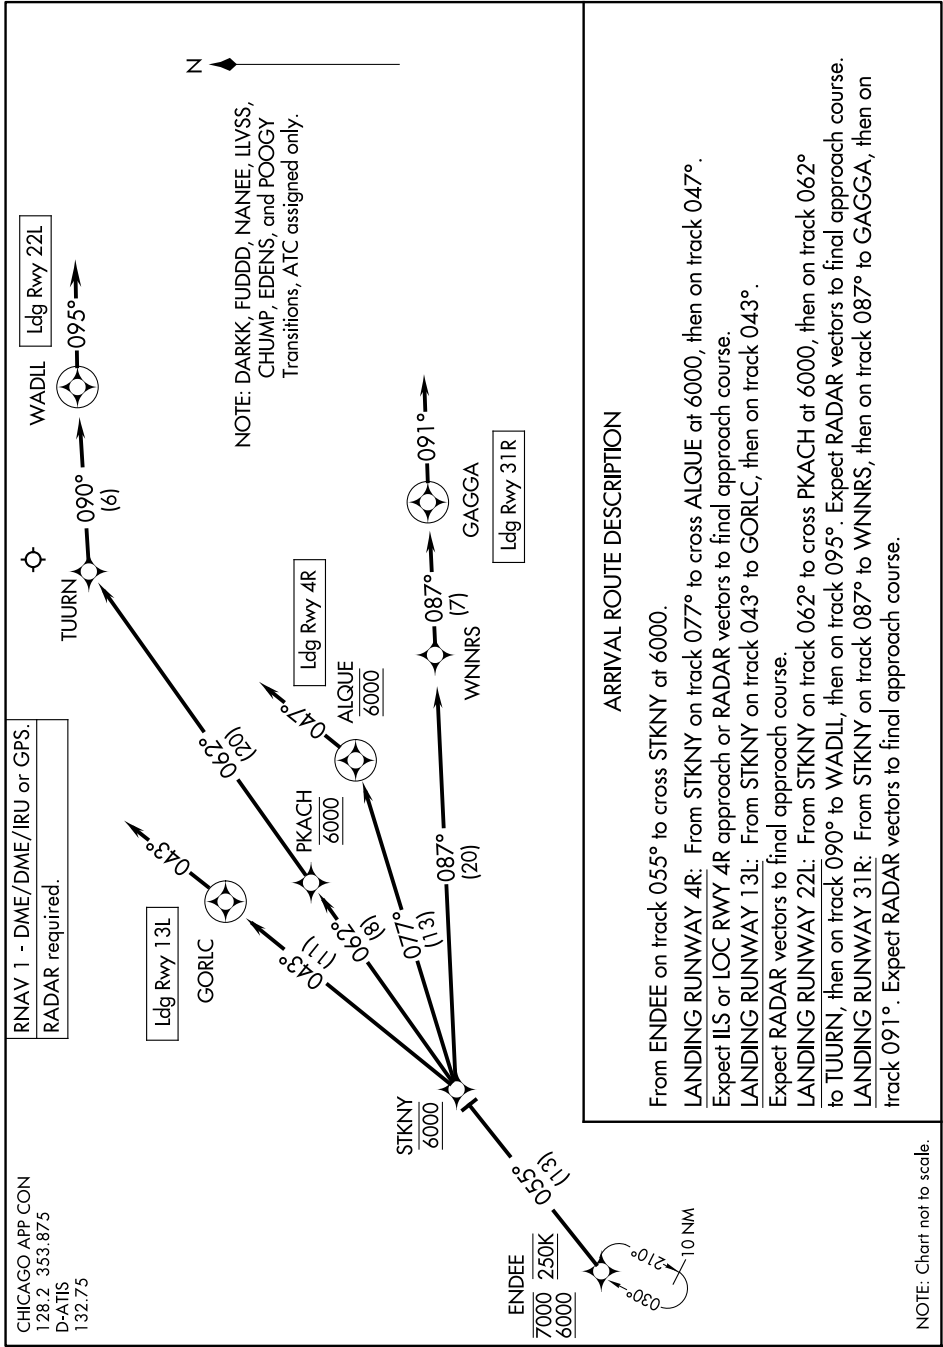 CHICAGO APP CON
128.2 353.875
D-ATIS
132.75
RNAV 1 - DME/DME/IRU or GPS.
RADAR required.
Ldg Rwy 22L
WADLL
095°
090°
(6)
TUURN
N
NOTE: DARKK, FUDDD, NANEE, LLVSS,
CHUMP, EDENS, and POOGY
Transitions, ATC assigned only.
Ldg Rwy 13L
GORLC
043°
043°
(11)
062°
(20)
PKACH
6000
062°
(8)
Ldg Rwy 4R
ALQUE
6000
047°
077°
(13)
STKNY
6000
087°
(20)
WNNRS
087°
(7)
GAGGA
091°
Ldg Rwy 31R
055°
(13)
ENDEE
7000 250K
6000
210°
030°
10 NM
ARRIVAL ROUTE DESCRIPTION
From ENDEE on track 055° to cross STKNY at 6000.
LANDING RUNWAY 4R: From STKNY on track 077° to cross ALQUE at 6000, then on track 047°.
Expect ILS or LOC RWY 4R approach or RADAR vectors to final approach course.
LANDING RUNWAY 13L: From STKNY on track 043° to GORLC, then on track 043°.
Expect RADAR vectors to final approach course.
LANDING RUNWAY 22L: From STKNY on track 062° to cross PKACH at 6000, then on track 062°
to TUURN, then on track 090° to WADLL, then on track 095°. Expect RADAR vectors to final approach course.
LANDING RUNWAY 31R: From STKNY on track 087° to WNNRS, then on track 087° to GAGGA, then on
track 091°. Expect RADAR vectors to final approach course.
NOTE: Chart not to scale.